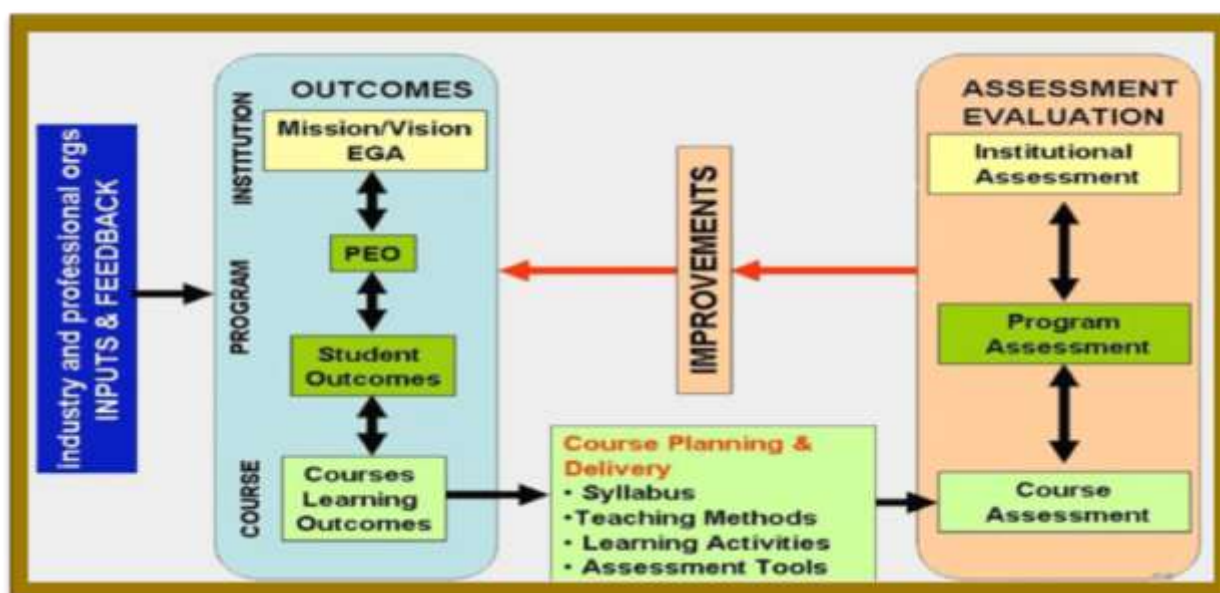 Industry and professional orgs
INPUTS & FEEDBACK
OUTCOMES
INSTITUTION
Mission/Vision
EGA
PROGRAM
PEO
Student
Outcomes
COURSE
Courses
Learning
Outcomes
Course Planning &
Delivery
• Syllabus
•Teaching Methods
• Learning Activities
• Assessment Tools
IMPROVEMENTS
ASSESSMENT
EVALUATION
Institutional
Assessment
Program
Assessment
Course
Assessment